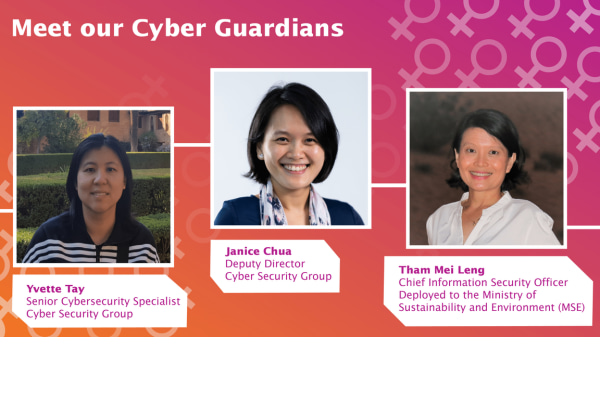 Meet our Cyber Guardians
Yvette Tay
Senior Cybersecurity Specialist
Cyber Security Group
Janice Chua
Deputy Director
Cyber Security Group
Tham Mei Leng
Chief Information Security Officer
Deployed to the Ministry of
Sustainability and Environment (MSE)